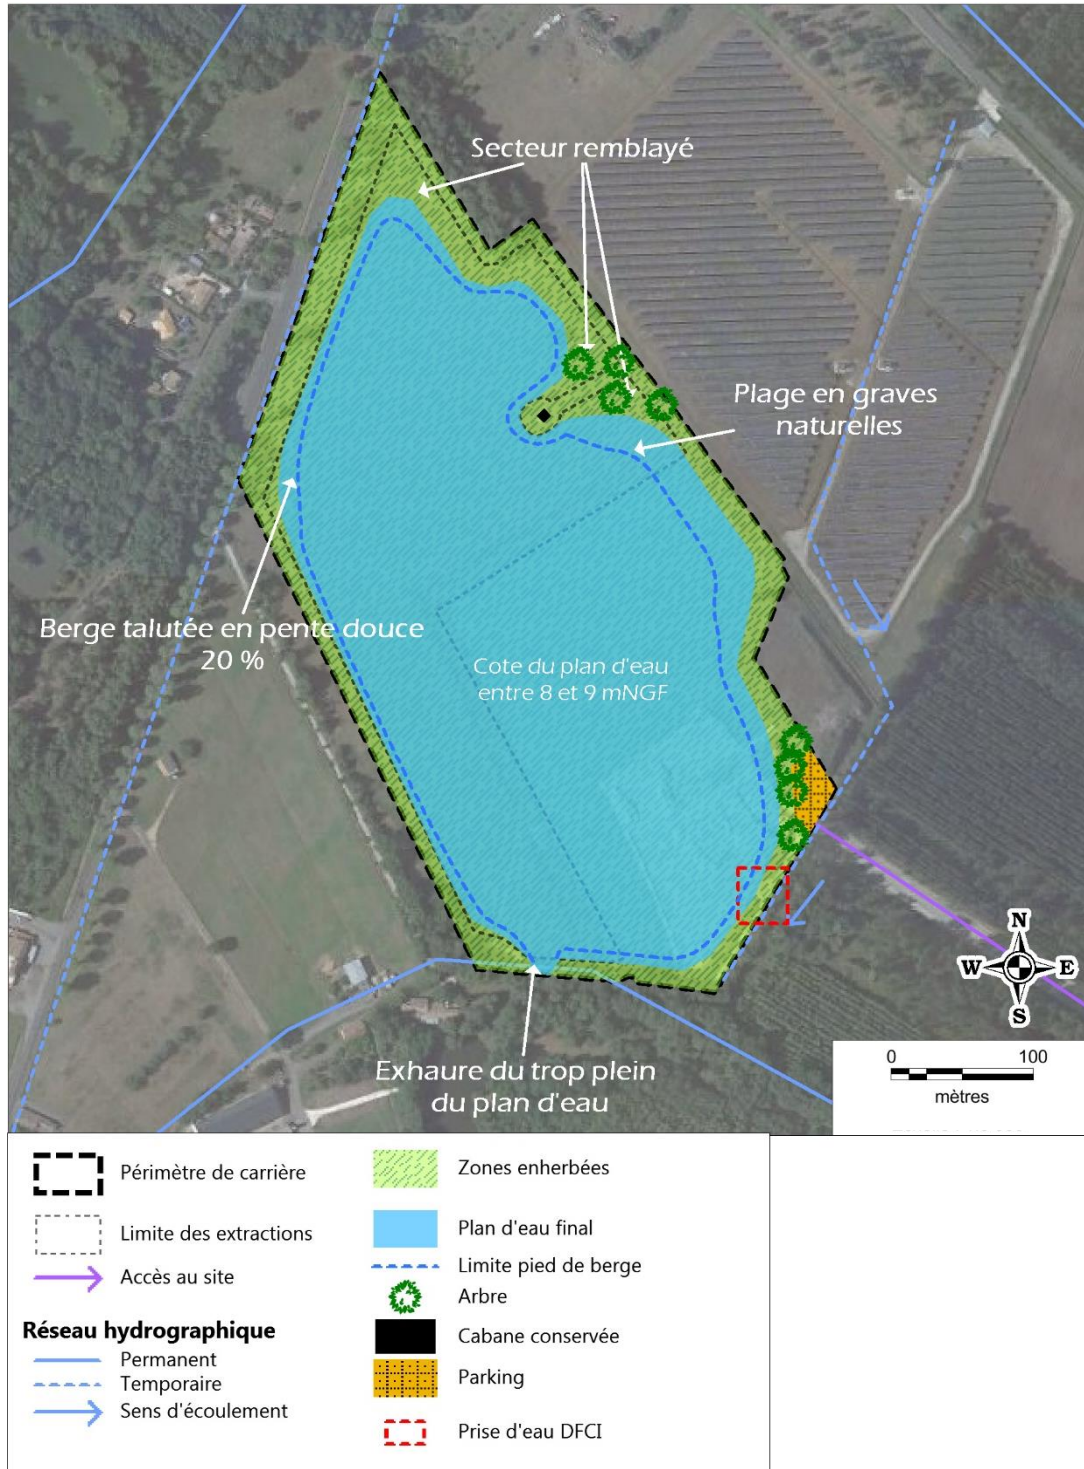 Secteur remblayé
Plage en graves
naturelles
Berge talutée en pente douce
20 %
Cote du plan d'eau
entre 8 et 9 mNGF
Exhaure du trop plein
du plan d'eau
N
W E
S
0 100
mètres
Périmètre de carrière
Limite des extractions
Accès au site
Réseau hydrographique
Permanent
Temporaire
Sens d'écoulement
Zones enherbées
Plan d'eau final
Limite pied de berge
Arbre
Cabane conservée
Parking
Prise d'eau DFCI